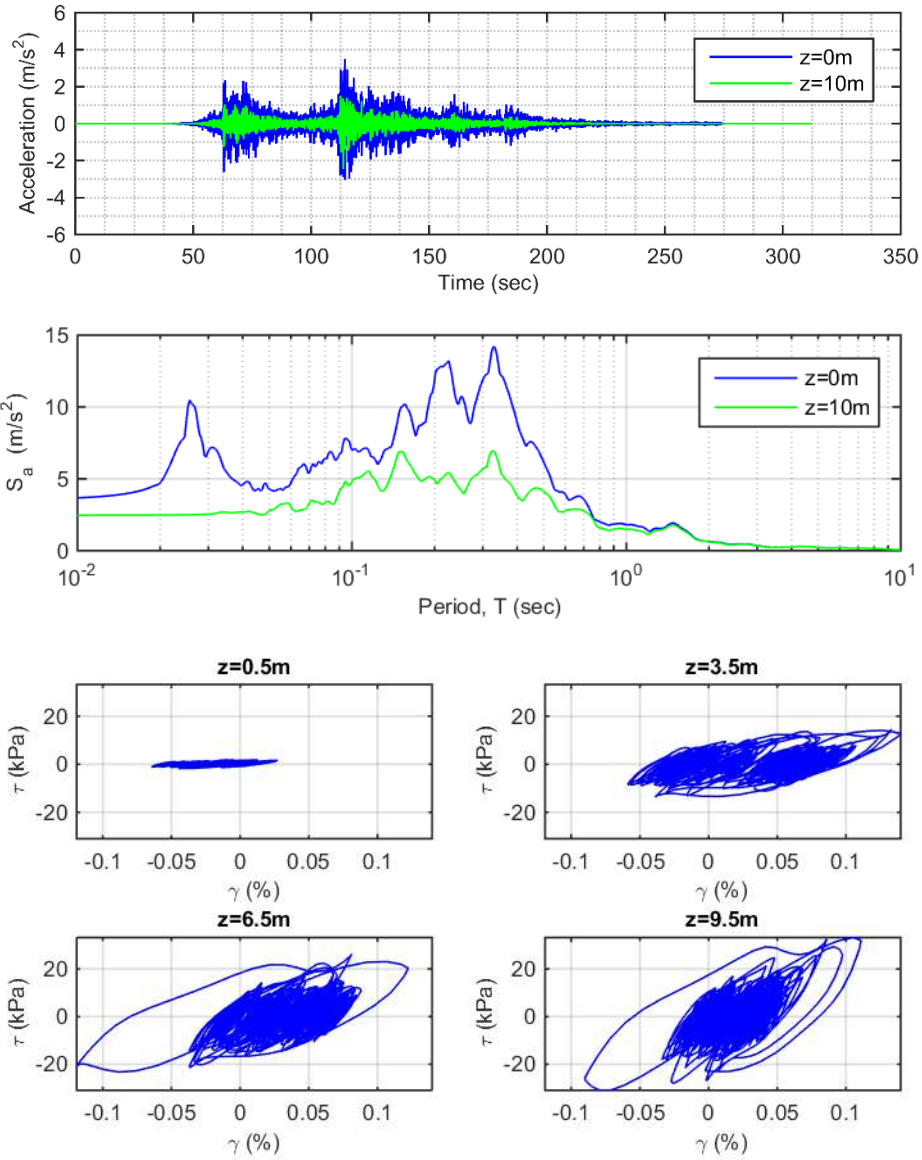 6
4
2
0
-2
-4
-6
Acceleration (m/s²)
z=0m
z=10m
0 50 100 150 200 250 300 350
Time (sec)
15
10
5
0
Sₐ (m/s²)
z=0m
z=10m
10⁻² 10⁻¹ 10⁰ 10¹
Period, T (sec)
z=0.5m
20
0
-20
τ (kPa)
-0.1 -0.05 0 0.05 0.1
γ (%)
z=3.5m
20
0
-20
τ (kPa)
-0.1 -0.05 0 0.05 0.1
γ (%)
z=6.5m
20
0
-20
τ (kPa)
-0.1 -0.05 0 0.05 0.1
γ (%)
z=9.5m
20
0
-20
τ (kPa)
-0.1 -0.05 0 0.05 0.1
γ (%)